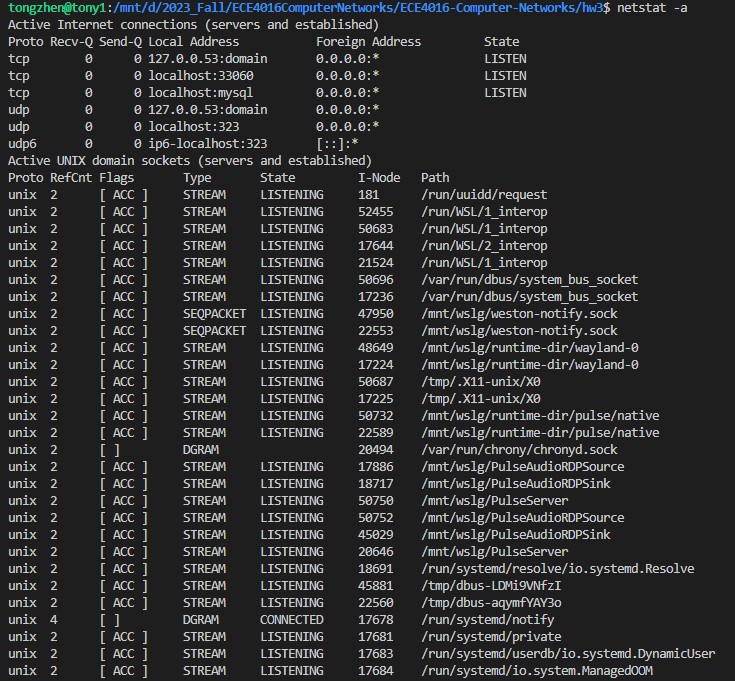 tongzhen@tony1:/mnt/d/2023_Fall/ECE4016ComputerNetworks/ECE4016-Computer-Networks/hw3$ netstat -a
Active Internet connections (servers and established)
Proto Recv-Q Send-Q Local Address           Foreign Address         State
tcp        0      0 127.0.0.53:domain       0.0.0.0:*               LISTEN
tcp        0      0 localhost:33060         0.0.0.0:*               LISTEN
tcp        0      0 localhost:mysql         0.0.0.0:*               LISTEN
udp        0      0 127.0.0.53:domain       0.0.0.0:*
udp        0      0 localhost:323           0.0.0.0:*
udp6       0      0 ip6-localhost:323       [::]:*
Active UNIX domain sockets (servers and established)
Proto RefCnt Flags       Type       State         I-Node   Path
unix  2      [ ACC ]     STREAM     LISTENING     181      /run/uuidd/request
unix  2      [ ACC ]     STREAM     LISTENING     52455    /run/WSL/1_interop
unix  2      [ ACC ]     STREAM     LISTENING     50683    /run/WSL/1_interop
unix  2      [ ACC ]     STREAM     LISTENING     17644    /run/WSL/2_interop
unix  2      [ ACC ]     STREAM     LISTENING     21524    /run/WSL/1_interop
unix  2      [ ACC ]     STREAM     LISTENING     50696    /var/run/dbus/system_bus_socket
unix  2      [ ACC ]     STREAM     LISTENING     17236    /var/run/dbus/system_bus_socket
unix  2      [ ACC ]     SEQPACKET  LISTENING     47950    /mnt/wslg/weston-notify.sock
unix  2      [ ACC ]     SEQPACKET  LISTENING     22553    /mnt/wslg/weston-notify.sock
unix  2      [ ACC ]     STREAM     LISTENING     48649    /mnt/wslg/runtime-dir/wayland-0
unix  2      [ ACC ]     STREAM     LISTENING     17224    /mnt/wslg/runtime-dir/wayland-0
unix  2      [ ACC ]     STREAM     LISTENING     50687    /tmp/.X11-unix/X0
unix  2      [ ACC ]     STREAM     LISTENING     17225    /tmp/.X11-unix/X0
unix  2      [ ACC ]     STREAM     LISTENING     50732    /mnt/wslg/runtime-dir/pulse/native
unix  2      [ ACC ]     STREAM     LISTENING     22589    /mnt/wslg/runtime-dir/pulse/native
unix  2      [ ]         DGRAM                    20494    /var/run/chrony/chronyd.sock
unix  2      [ ACC ]     STREAM     LISTENING     17886    /mnt/wslg/PulseAudioRDPSource
unix  2      [ ACC ]     STREAM     LISTENING     18717    /mnt/wslg/PulseAudioRDPSink
unix  2      [ ACC ]     STREAM     LISTENING     50750    /mnt/wslg/PulseServer
unix  2      [ ACC ]     STREAM     LISTENING     50752    /mnt/wslg/PulseAudioRDPSource
unix  2      [ ACC ]     STREAM     LISTENING     45029    /mnt/wslg/PulseAudioRDPSink
unix  2      [ ACC ]     STREAM     LISTENING     20646    /mnt/wslg/PulseServer
unix  2      [ ACC ]     STREAM     LISTENING     18691    /run/systemd/resolve/io.systemd.Resolve
unix  2      [ ACC ]     STREAM     LISTENING     45881    /tmp/dbus-LDMi9VNfzI
unix  2      [ ACC ]     STREAM     LISTENING     22560    /tmp/dbus-aqymfYAY3o
unix  4      [ ]         DGRAM      CONNECTED     17678    /run/systemd/notify
unix  2      [ ACC ]     STREAM     LISTENING     17681    /run/systemd/private
unix  2      [ ACC ]     STREAM     LISTENING     17683    /run/systemd/userdb/io.systemd.DynamicUser
unix  2      [ ACC ]     STREAM     LISTENING     17684    /run/systemd/io.system.ManagedOOM